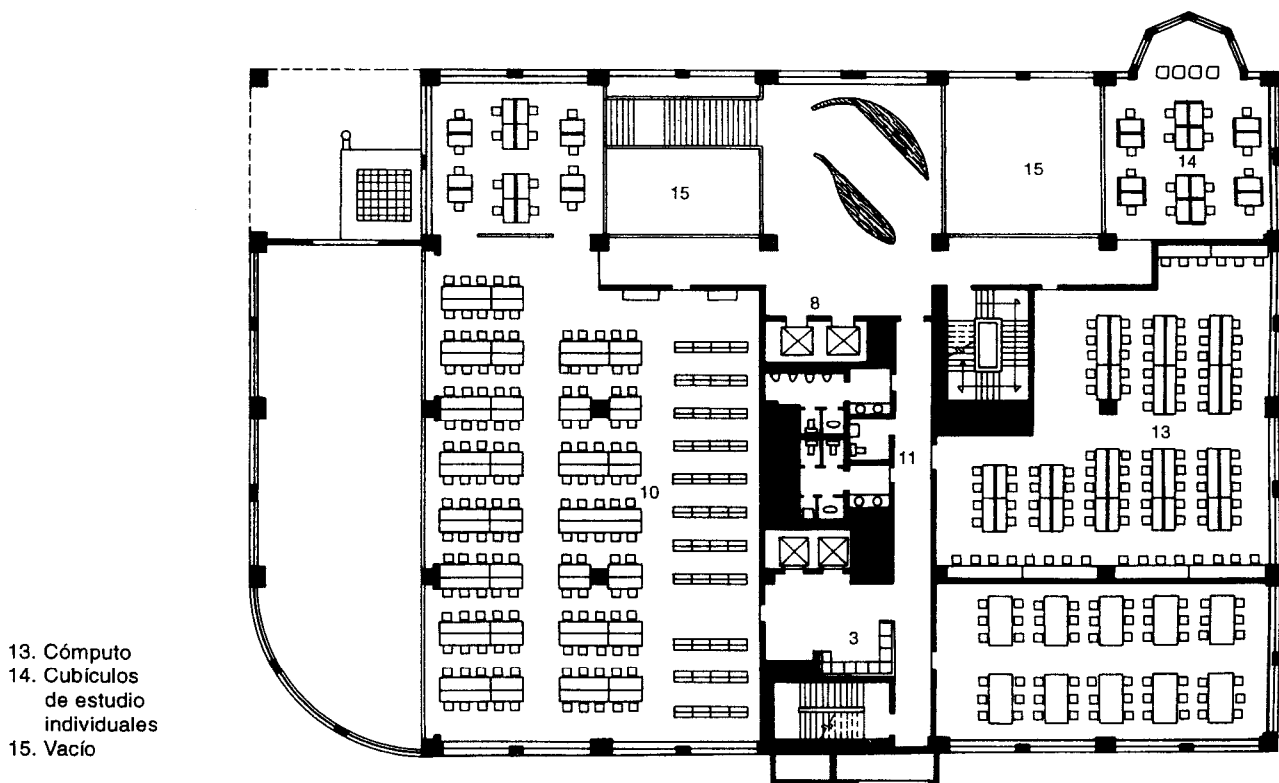 14
15
15
8
13
11
10
3
13. Cómputo
14. Cubículos
de estudio
individuales
15. Vacío